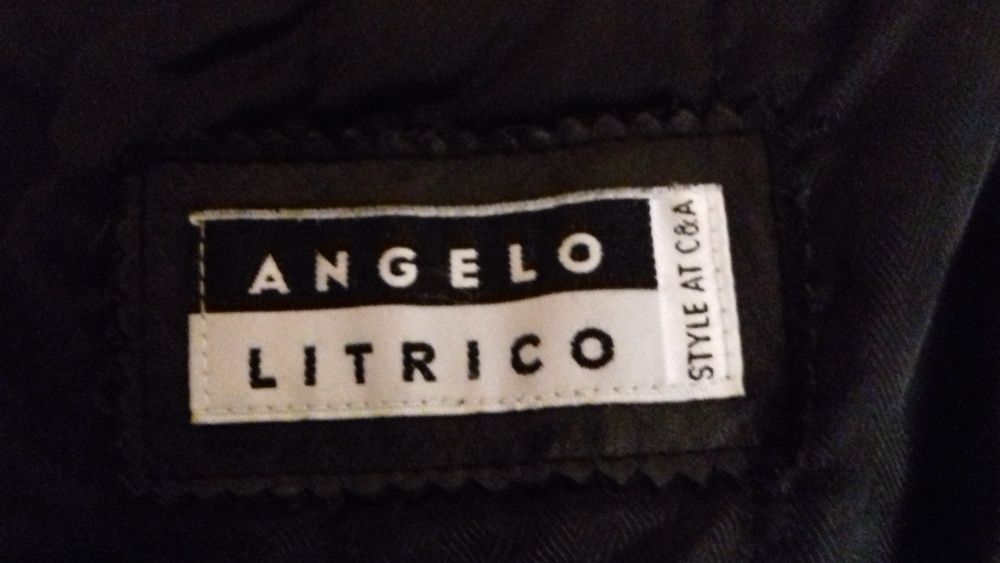 ANGELO
LITRICO
STYLE AT C&A